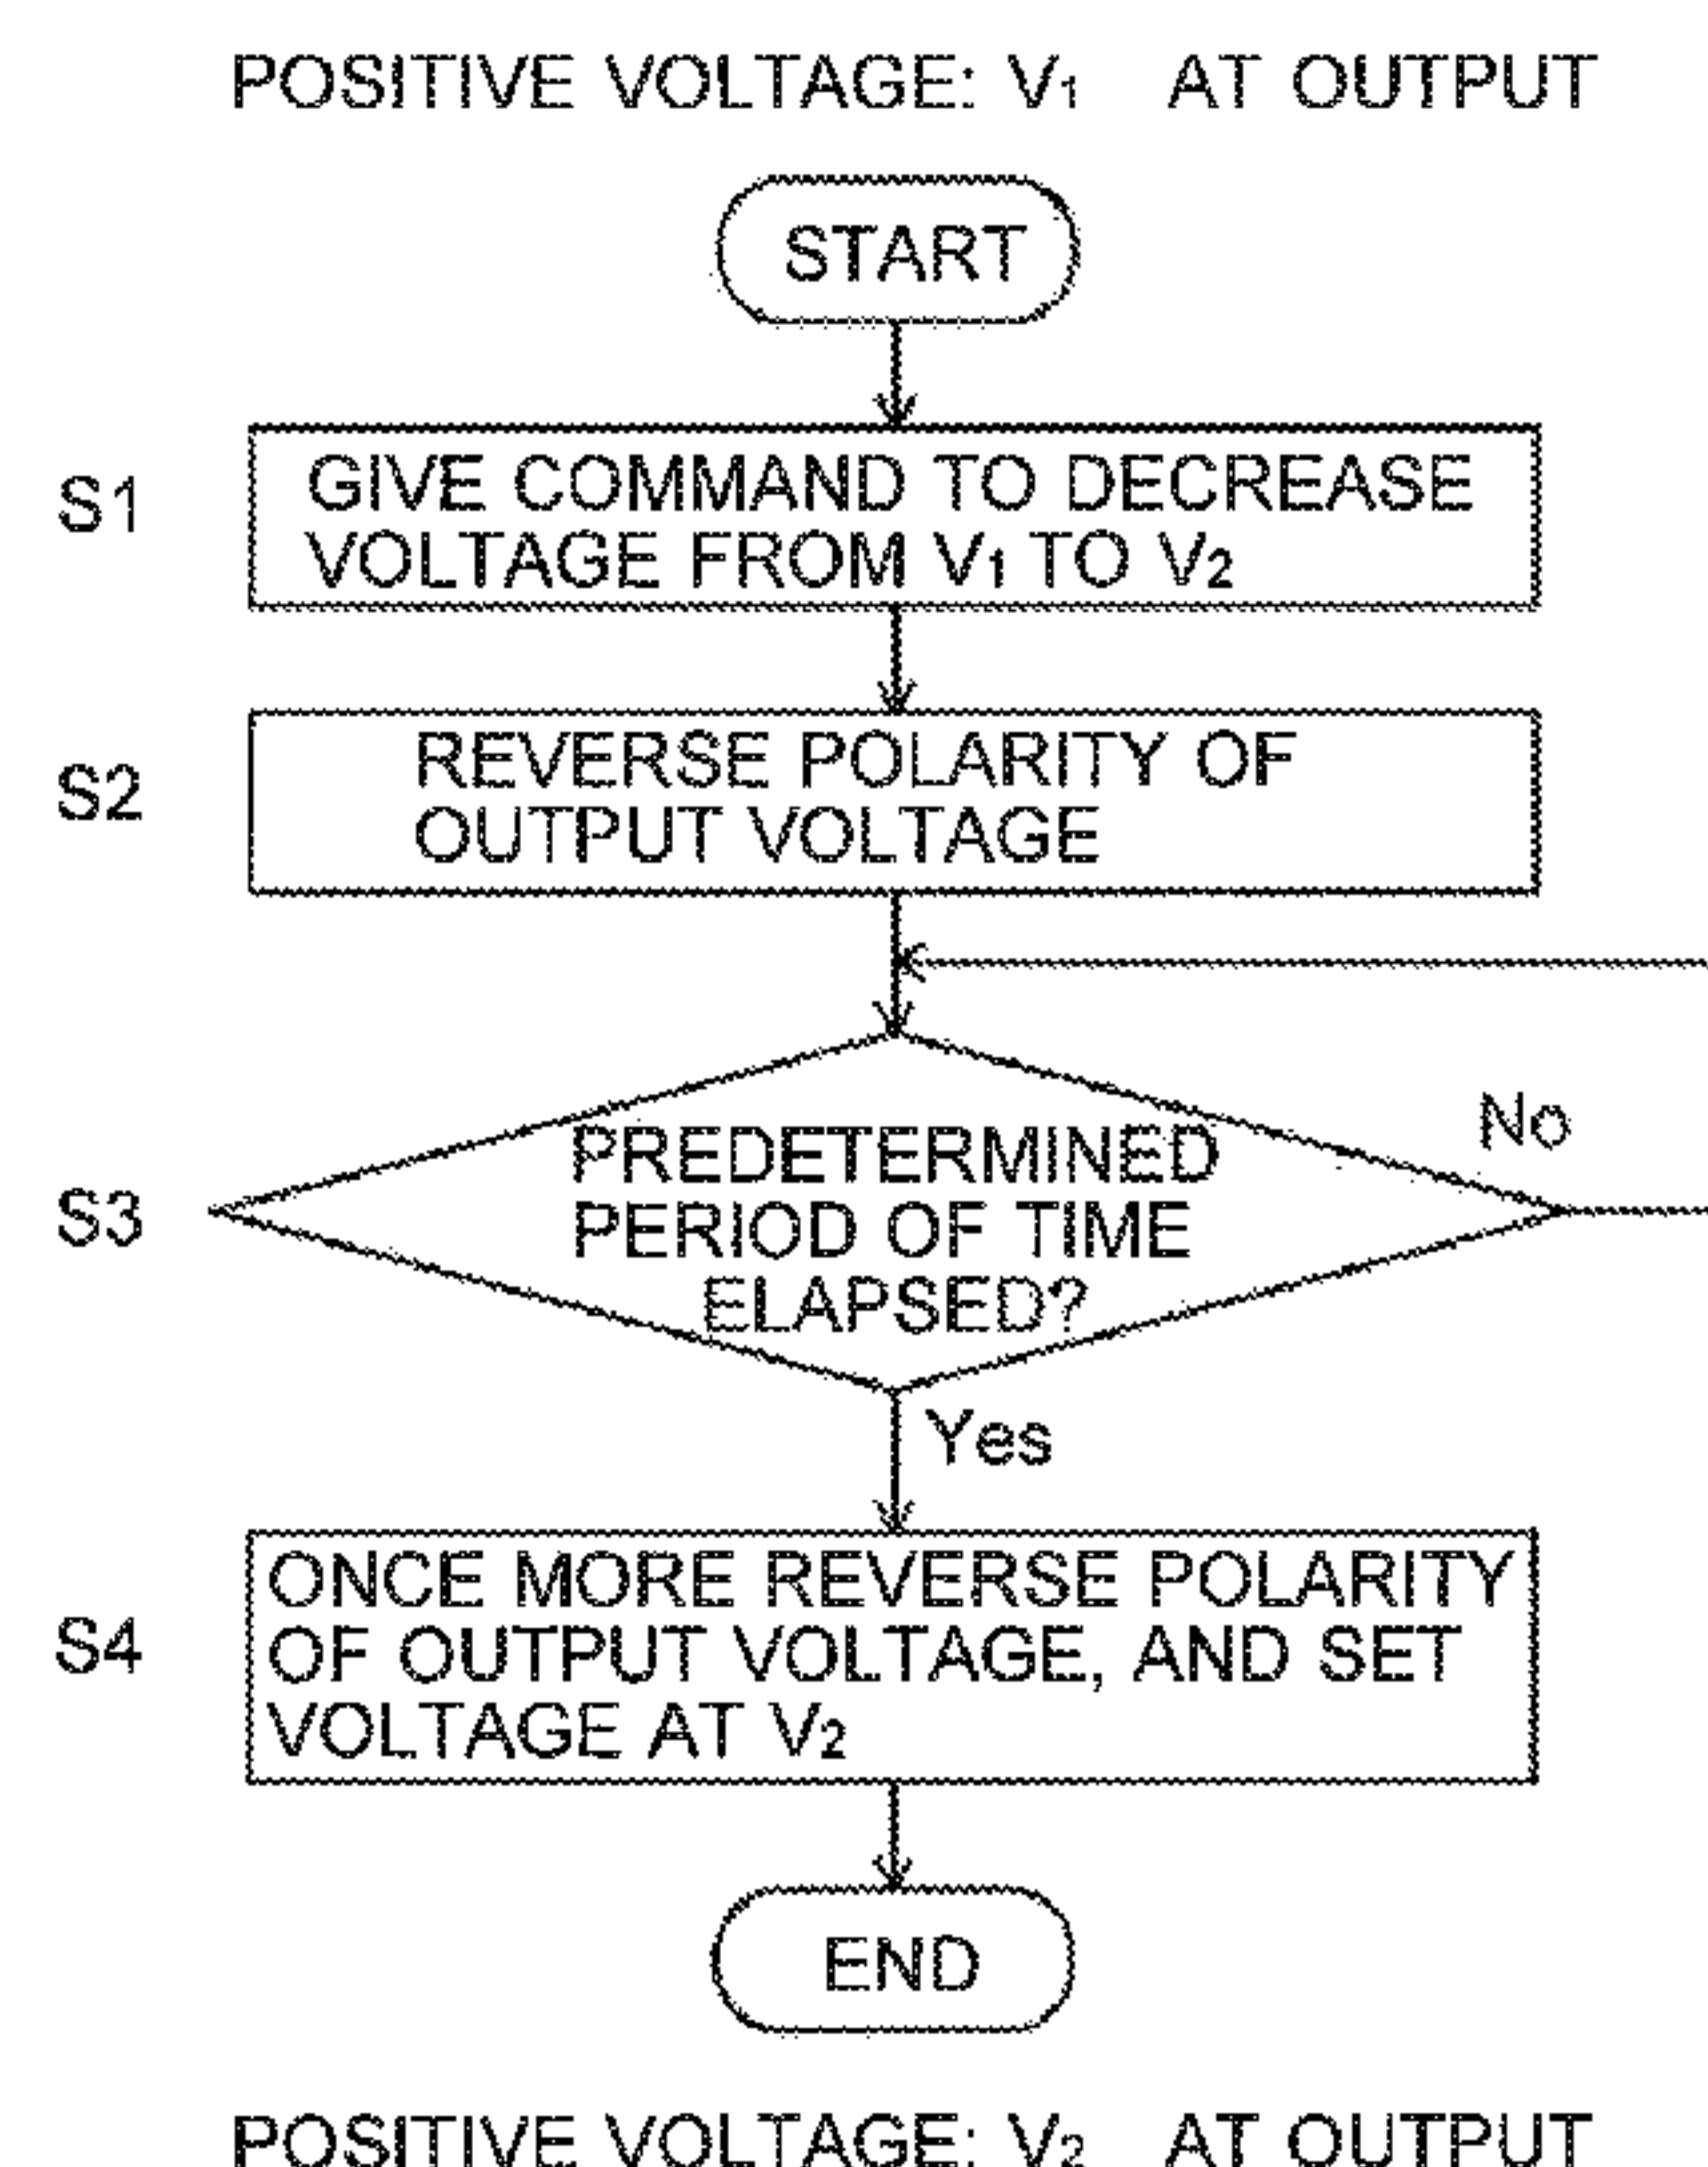 POSITIVE VOLTAGE: V₁ AT OUTPUT
START
S1
GIVE COMMAND TO DECREASE
VOLTAGE FROM V₁ TO V₂
S2
REVERSE POLARITY OF
OUTPUT VOLTAGE
S3
PREDETERMINED
PERIOD OF TIME
ELAPSED?
No
Yes
S4
ONCE MORE REVERSE POLARITY
OF OUTPUT VOLTAGE, AND SET
VOLTAGE AT V₂
END
POSITIVE VOLTAGE: V₂ AT OUTPUT